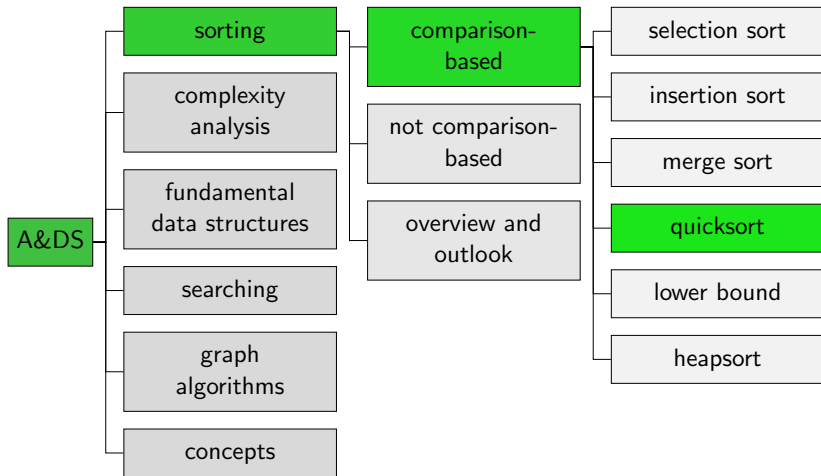 A&DS
sorting
complexity
analysis
fundamental
data structures
searching
graph
algorithms
concepts
comparison-
based
not comparison-
based
overview and
outlook
selection sort
insertion sort
merge sort
quicksort
lower bound
heapsort